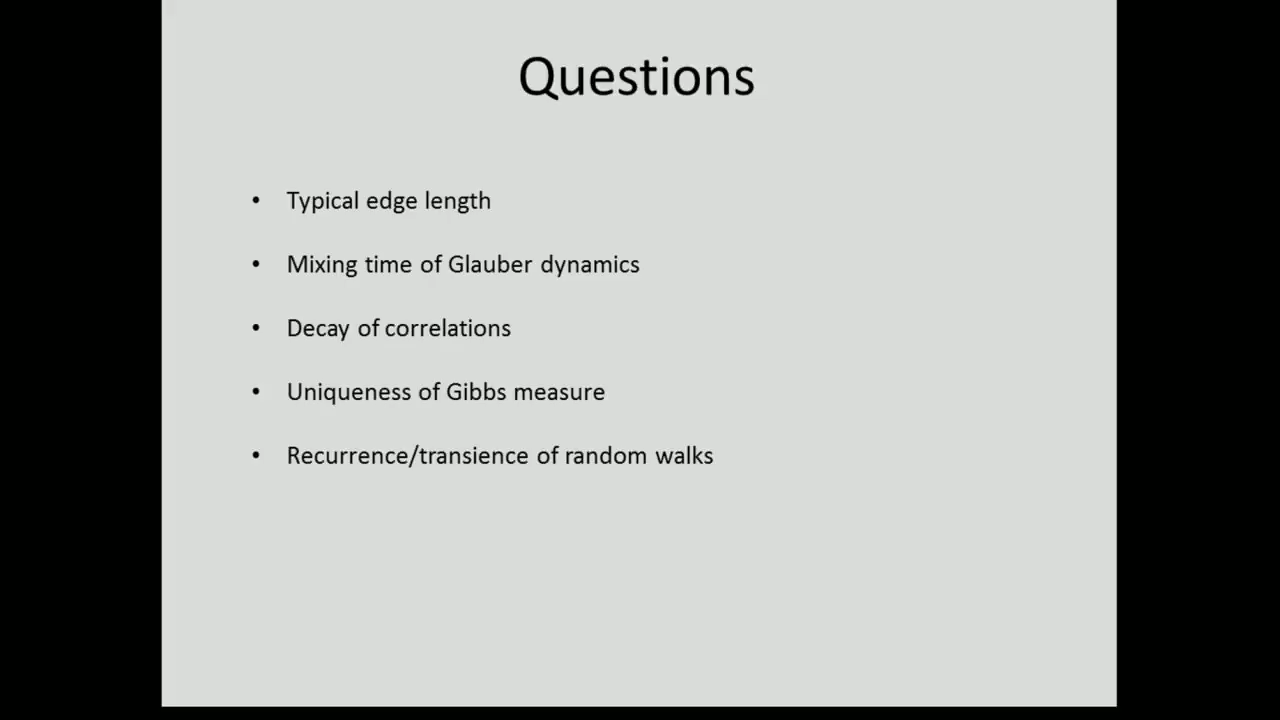 Questions
• Typical edge length
• Mixing time of Glauber dynamics
• Decay of correlations
• Uniqueness of Gibbs measure
• Recurrence/transience of random walks